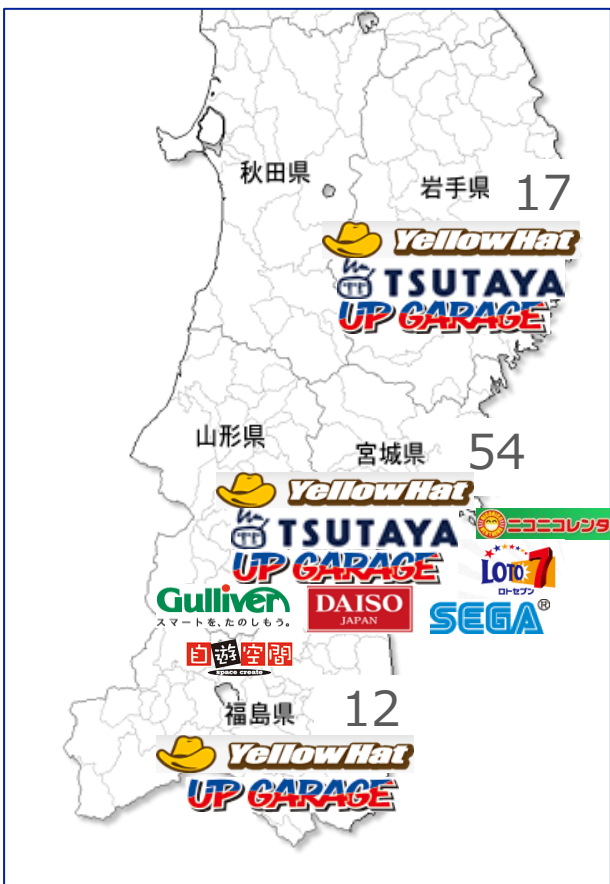 秋田県
岩手県 17
YellowHat
TSUTAYA
UP GARAGE
山形県
宮城県 54
YellowHat
TSUTAYA
ニコニコレンタ
UP GARAGE
LOTO 7
ロトセブン
Gulliver
スマートを、たのしもう。
DAISO
JAPAN
SEGA®
自遊空間
space create
福島県 12
YellowHat
UP GARAGE